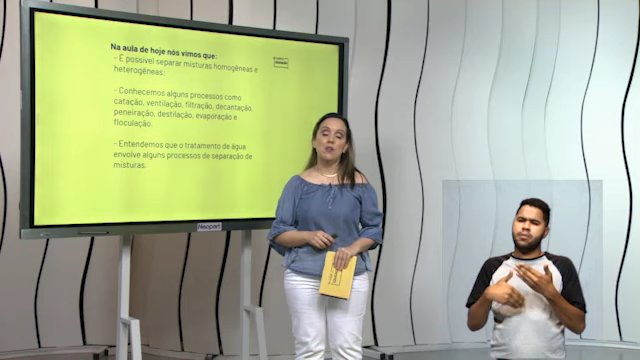 Na aula de hoje nós vimos que:
- É possível separar misturas homogêneas e
heterogêneas;
- Conhecemos alguns processos como
catação, ventilação, filtração, decantação,
peneiração, destilação, evaporação e
floculação.
- Entendemos que o tratamento de água
envolve alguns processos de separação de
misturas.